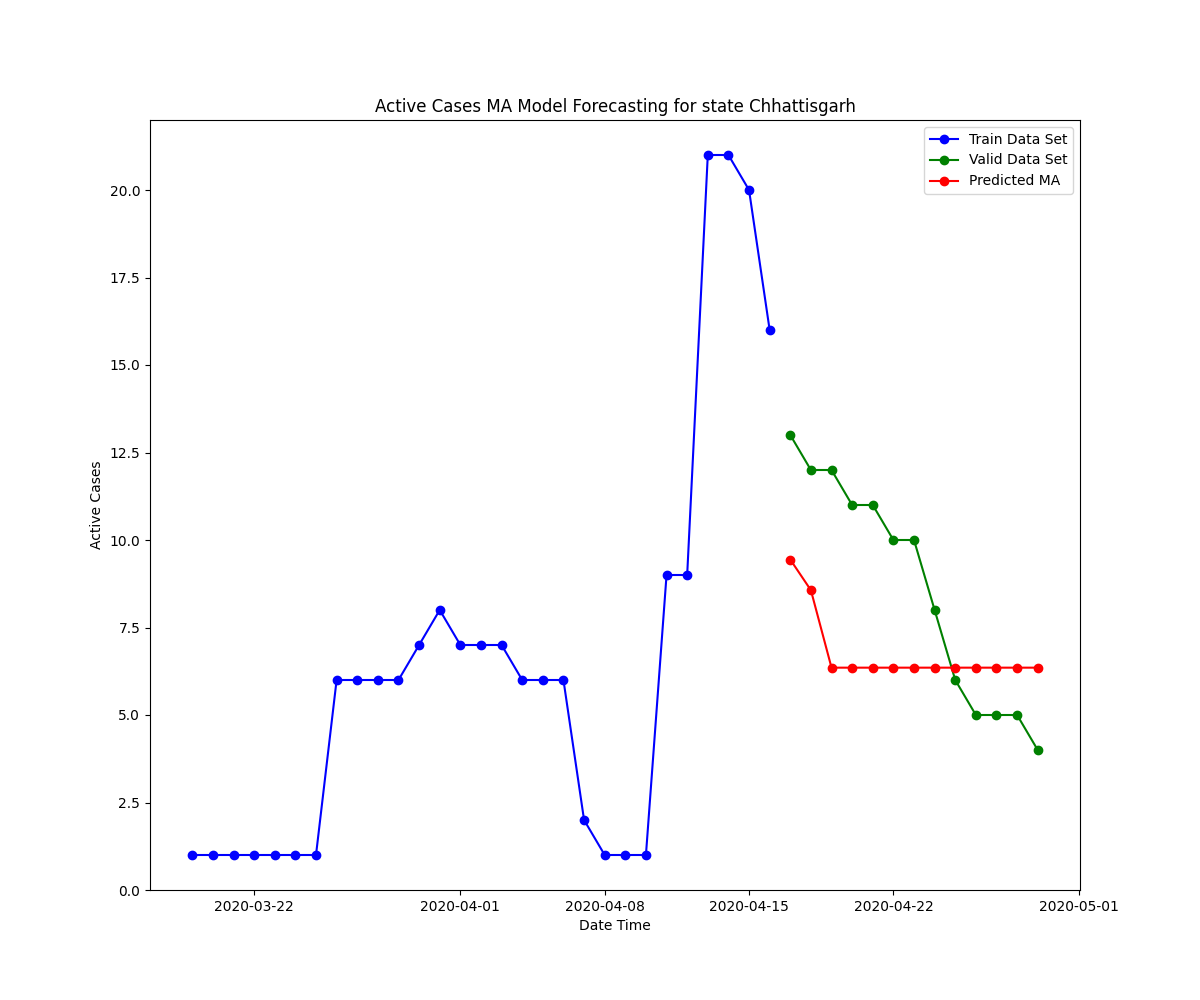 Active Cases MA Model Forecasting for state Chhattisgarh
Train Data Set
Valid Data Set
Predicted MA
20.0
17.5
15.0
12.5
10.0
7.5
5.0
2.5
0.0
Active Cases
2020-03-22
2020-04-01
2020-04-08
2020-04-15
2020-04-22
2020-05-01
Date Time